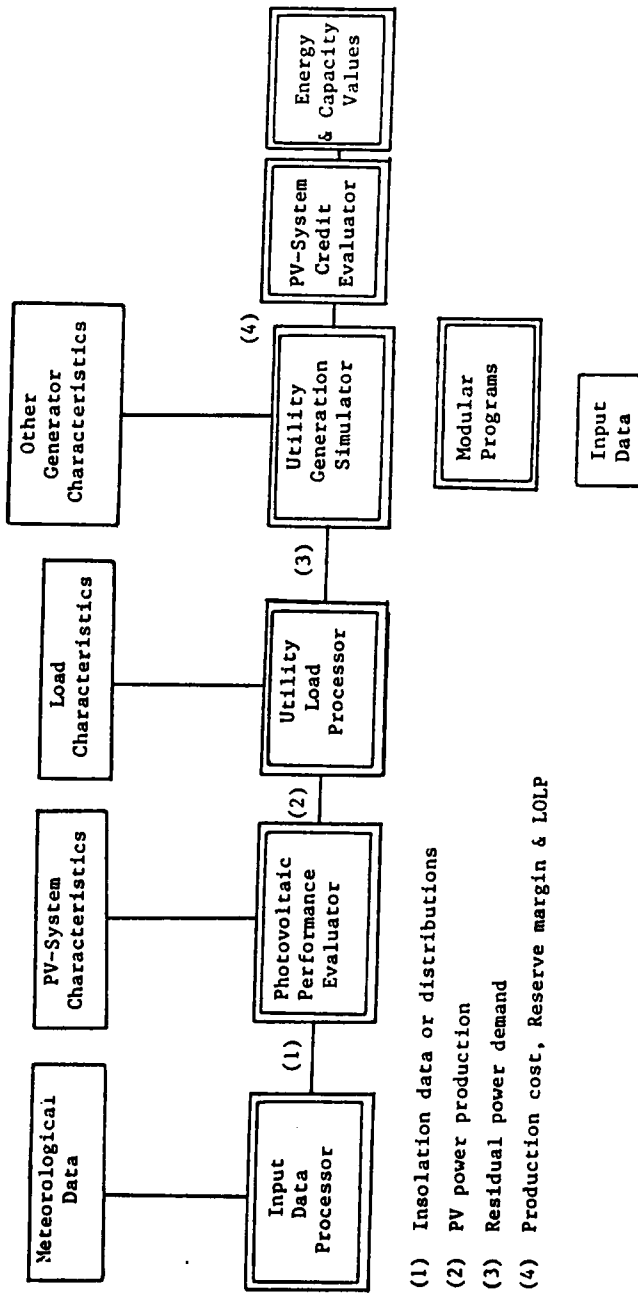 Meteorological
Data
PV-System
Characteristics
Load
Characteristics
Other
Generator
Characteristics
Input
Data
Processor
(1)
Photovoltaic
Performance
Evaluator
(2)
Utility
Load
Processor
(3)
Utility
Generation
Simulator
(4)
PV-System
Credit
Evaluator
Energy
& Capacity
Values
(1) Insolation data or distributions
(2) PV power production
(3) Residual power demand
(4) Production cost, Reserve margin & LOLP
Modular
Programs
Input
Data